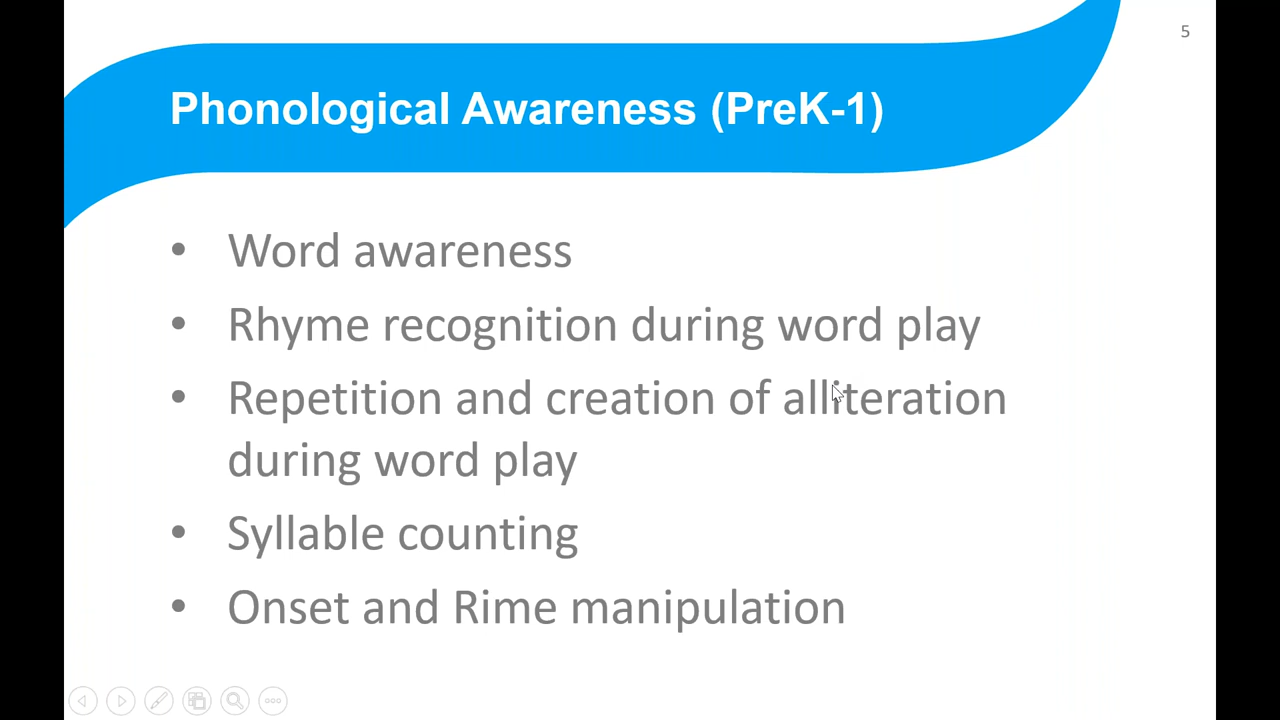 5
Phonological Awareness (PreK-1)
• Word awareness
• Rhyme recognition during word play
• Repetition and creation of alliteration
during word play
• Syllable counting
• Onset and Rime manipulation